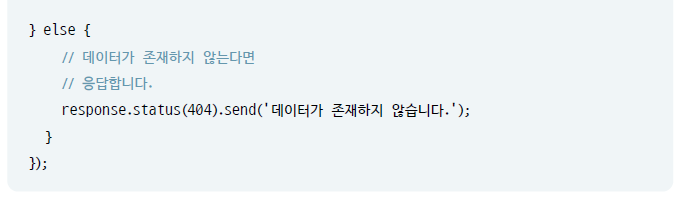 } else {
// 데이터가 존재하지 않는다면
// 응답합니다.
response.status(404).send('데이터가 존재하지 않습니다.');
}
});